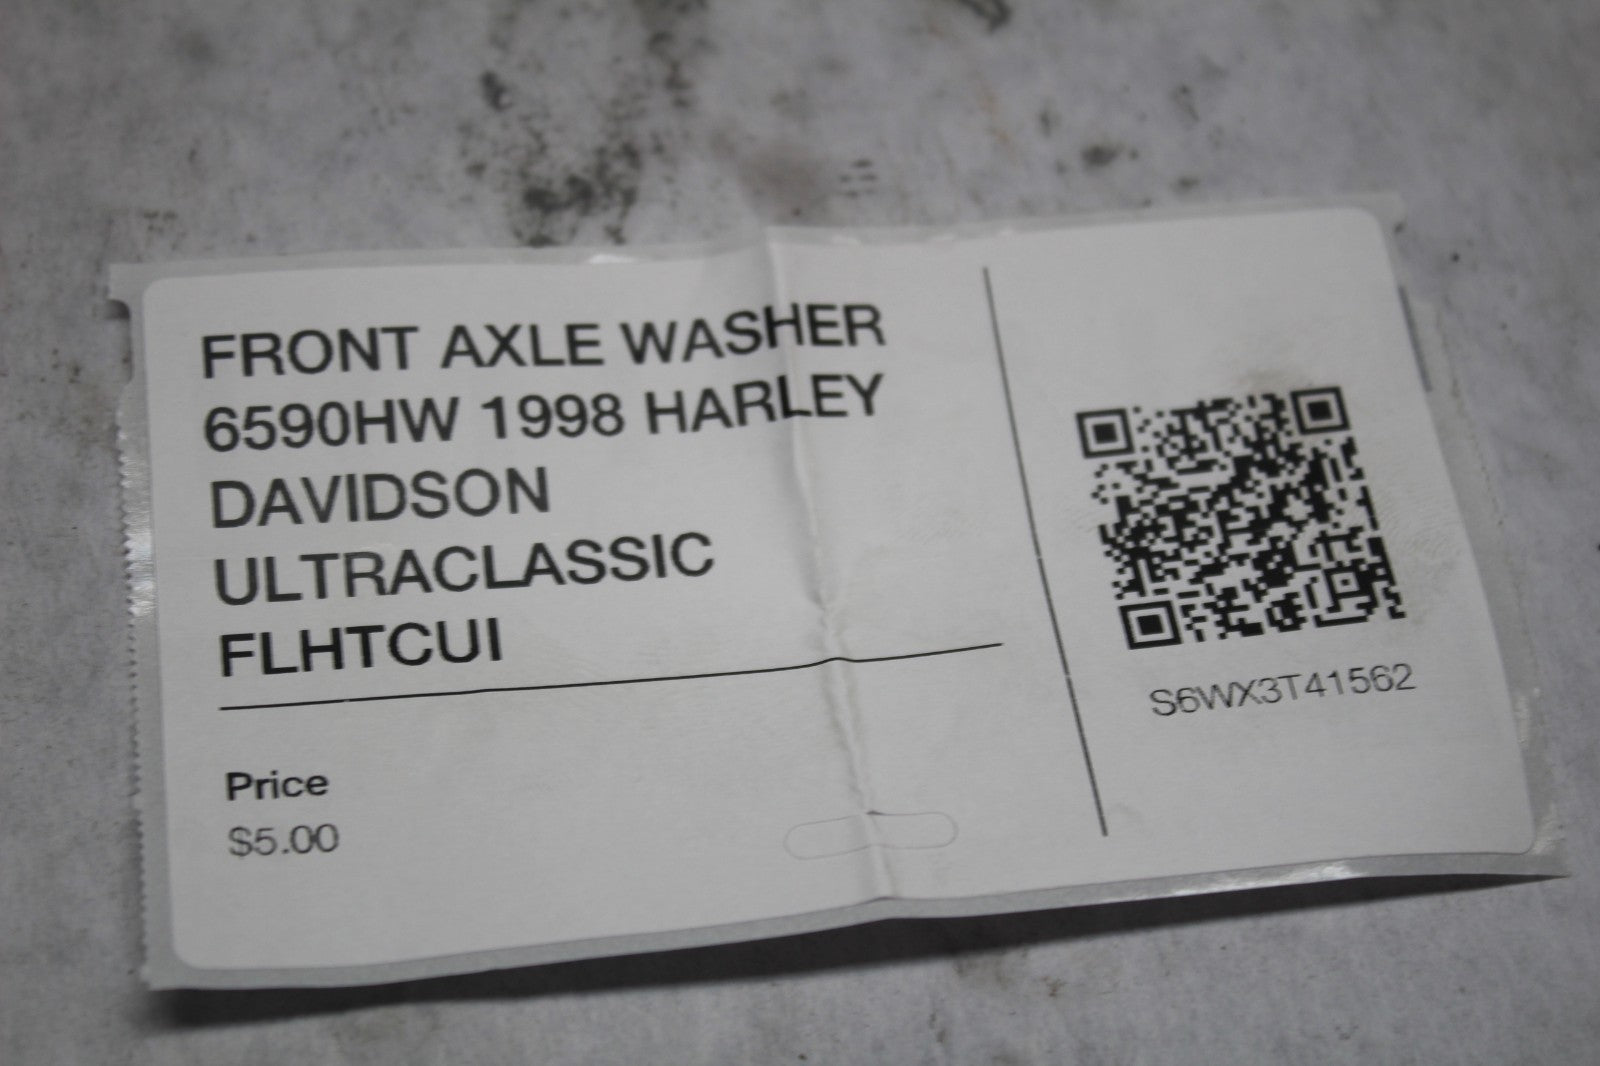 FRONT AXLE WASHER
6590HW 1998 HARLEY
DAVIDSON
ULTRACLASSIC
FLHTCUI
Price
$5.00
S6WX3T41562